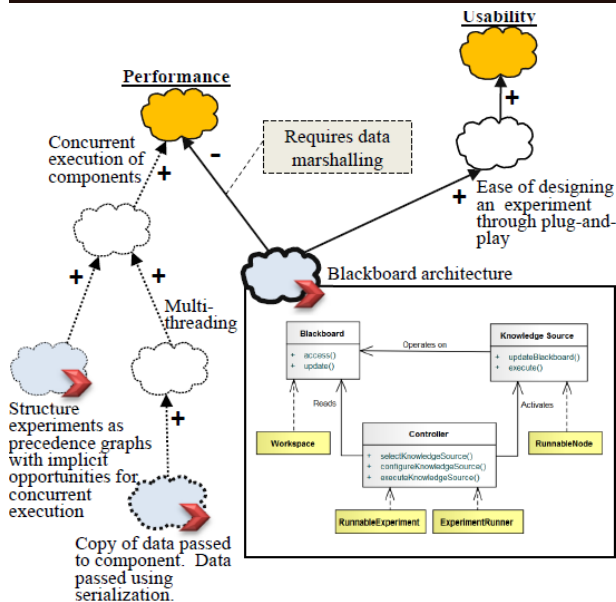 Usability
Performance
Concurrent
execution of
components
+
-
Requires data
marshalling
+
+
Ease of designing
an experiment
through plug-and-
play
+
+
Multi-
threading
Blackboard architecture
Structure
experiments as
precedence graphs
with implicit
opportunities for
concurrent
execution
+
Copy of data passed
to component. Data
passed using
serialization.
Blackboard
+ access()
+ update()
Operates on
Knowledge Source
+ updateBlackboard()
+ execute()
Reads
Activates
Workspace
Controller
+ selectKnowledgeSource()
+ configureKnowledgeSource()
+ executeKnowledgeSource()
RunnableNode
RunnableExperiment
ExperimentRunner